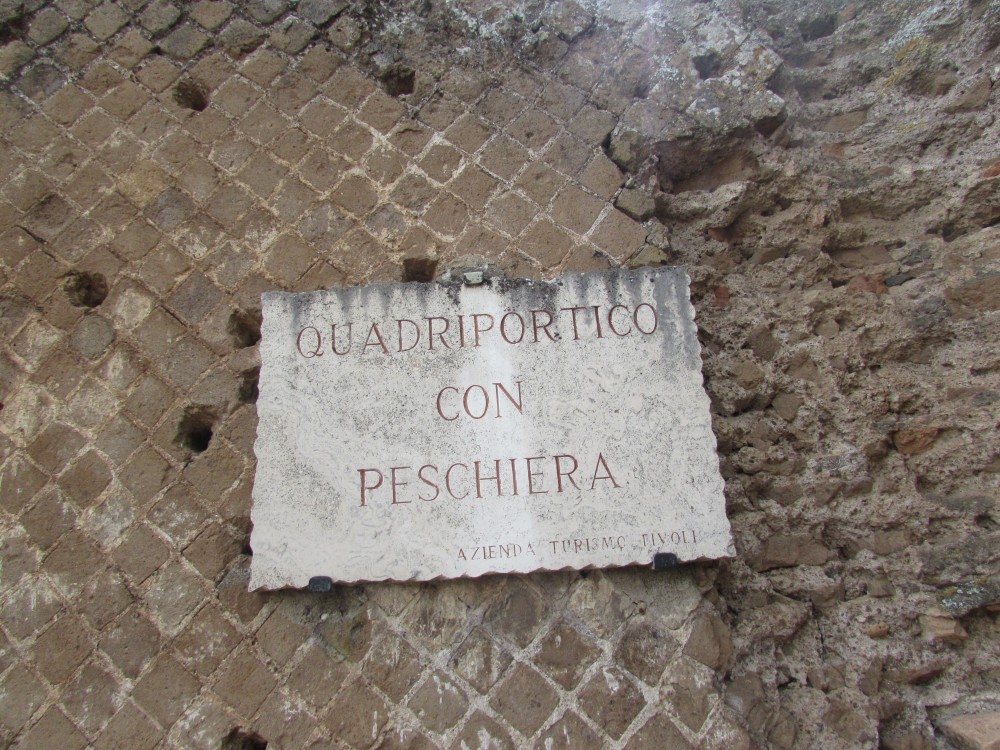 QUADRIPORTICO
CON
PESCHIERA
AZIENDA TURISMO TIVOLI